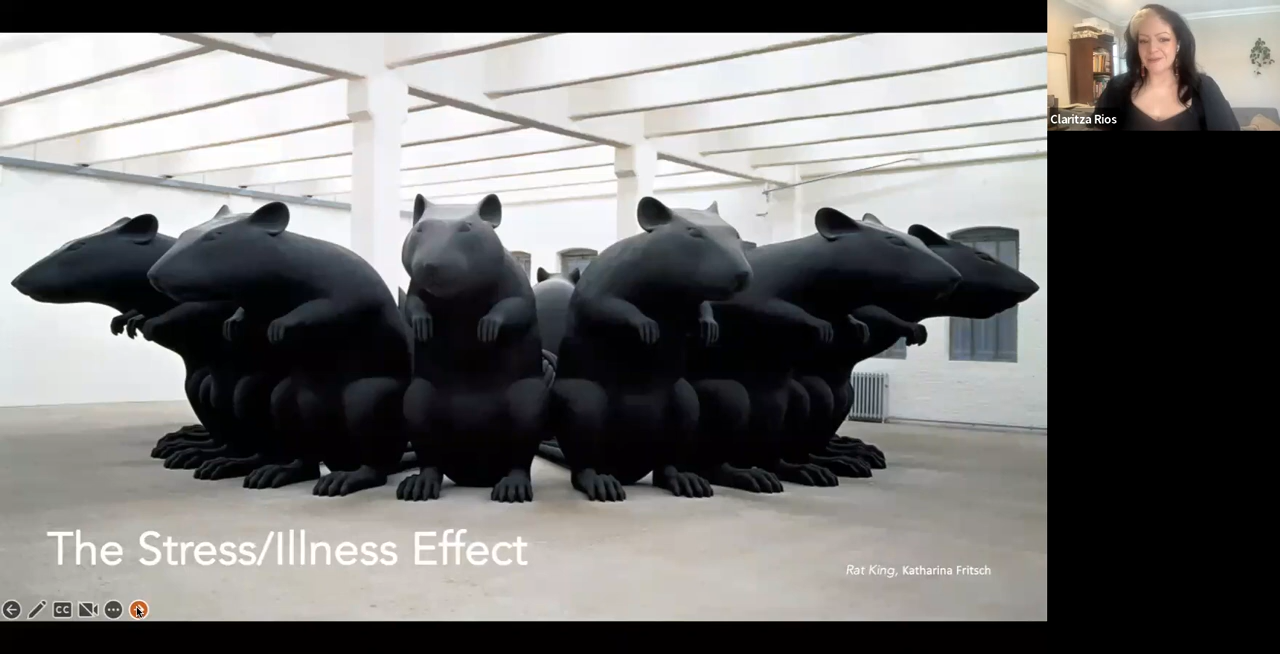 Claritza Rios
The Stress/Illness Effect
Rat King, Katharina Fritsch
CC